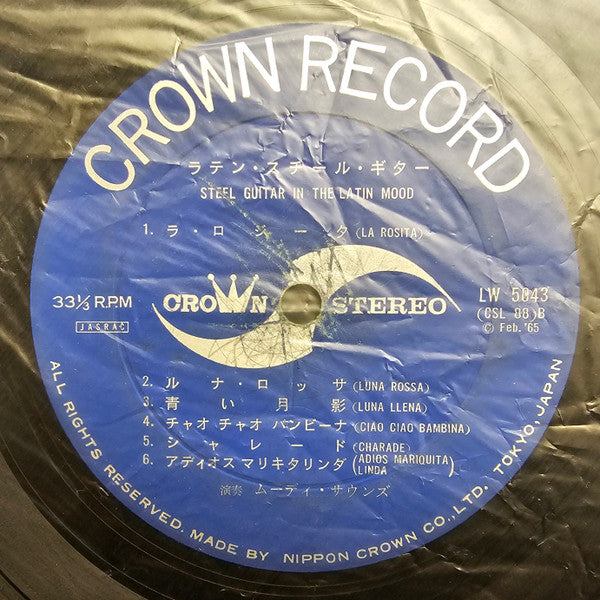 CROWN RECORD
ラテン・スチール・ギター
STEEL GUITAR IN THE LATIN MOOD
1. ラ・ロジータ (LA ROSITA)
33⅓ R.P.M
JASRAC
CROWN STEREO
LW 5043
(CSL 88)B
© Feb. '65
2. ルナ・ロッサ (LUNA ROSSA)
3. 青い月影 (LUNA LLENA)
4. チャオ チャオ バンビーナ (CIAO CIAO BAMBINA)
5. シャレード (CHARADE)
6. アディオス マリキタリンダ (ADIOS MARIQUITA LINDA)
演奏 ムーディ・サウンズ
ALL RIGHTS RESERVED. MADE BY NIPPON CROWN CO., LTD. TOKYO, JAPAN